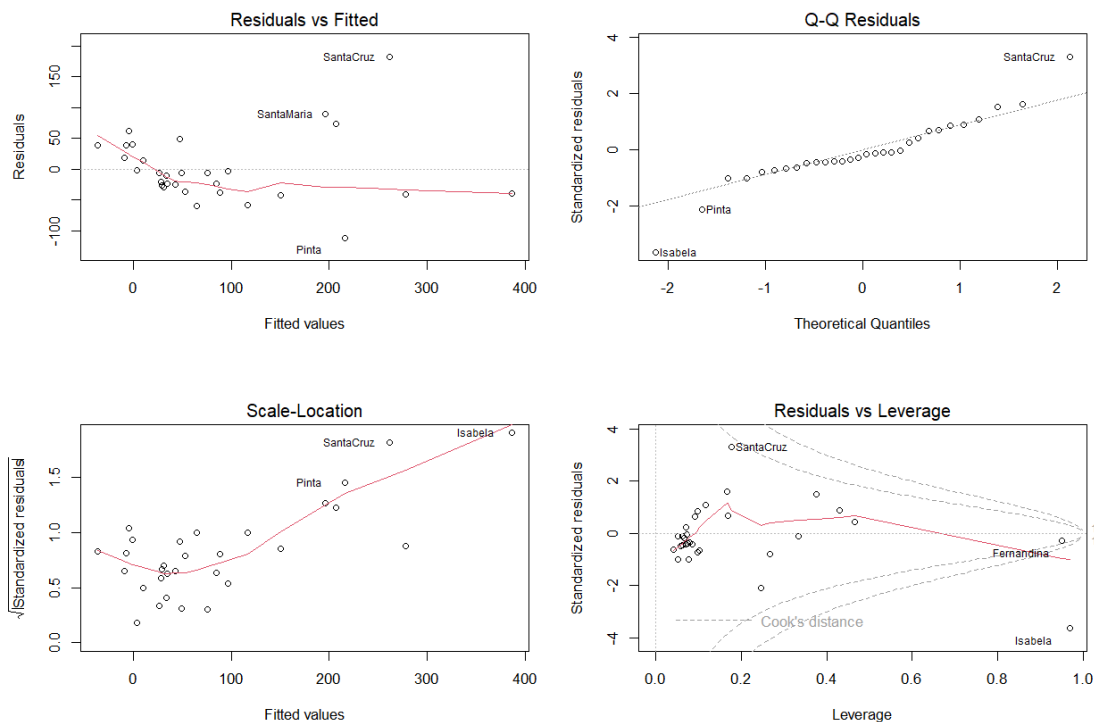 Residuals vs Fitted
Residuals
-100
0
50
150
SantaCruz
SantaMaria
Pinta
0
100
200
300
400
Fitted values
Q-Q Residuals
Standardized residuals
-2
0
2
4
SantaCruz
Pinta
Isabela
-2
-1
0
1
2
Theoretical Quantiles
Scale-Location
√|Standardized residuals|
0.0
0.5
1.0
1.5
SantaCruz
Isabela
Pinta
0
100
200
300
400
Fitted values
Residuals vs Leverage
Standardized residuals
-4
-2
0
2
4
SantaCruz
Fernandina
Cook's distance
Isabela
0.0
0.2
0.4
0.6
0.8
1.0
Leverage